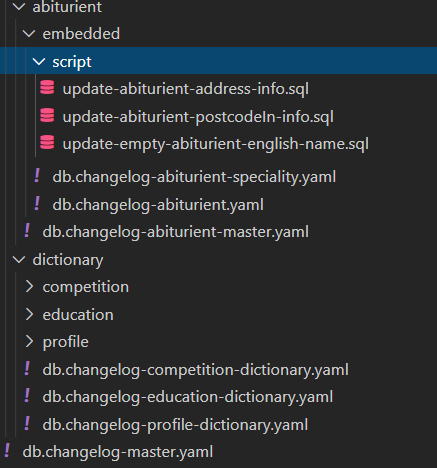 abiturient
embedded
script
update-abiturient-address-info.sql
update-abiturient-postcodeIn-info.sql
update-empty-abiturient-english-name.sql
db.changelog-abiturient-speciality.yaml
db.changelog-abiturient.yaml
db.changelog-abiturient-master.yaml
dictionary
competition
education
profile
db.changelog-competition-dictionary.yaml
db.changelog-education-dictionary.yaml
db.changelog-profile-dictionary.yaml
db.changelog-master.yaml